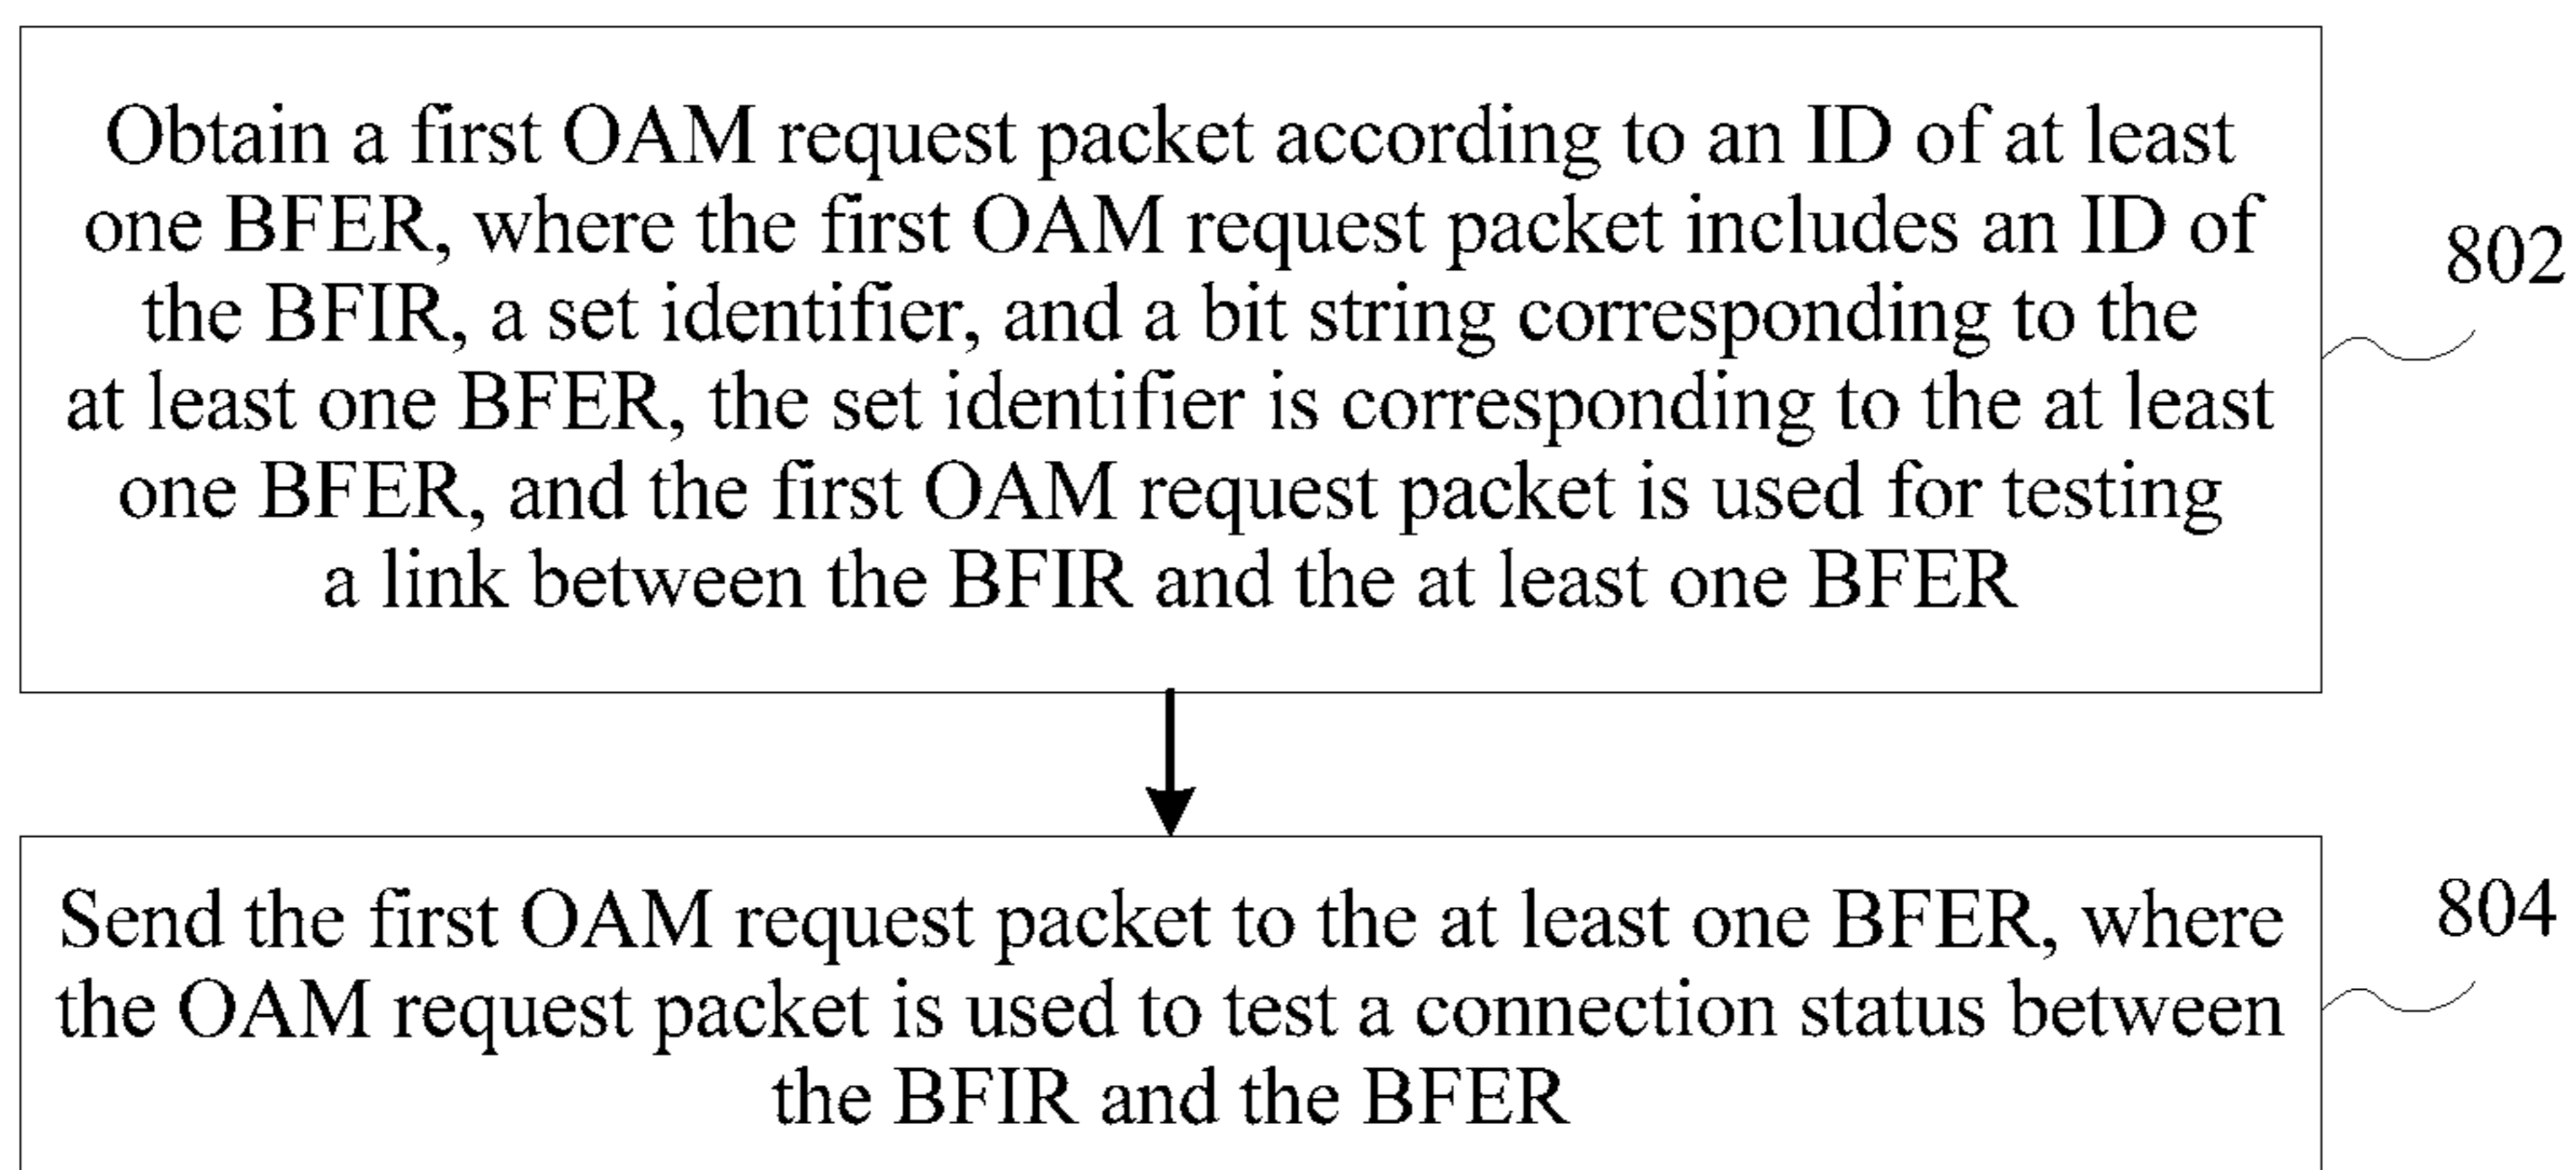 Obtain a first OAM request packet according to an ID of at least
one BFER, where the first OAM request packet includes an ID of
the BFIR, a set identifier, and a bit string corresponding to the
at least one BFER, the set identifier is corresponding to the at least
one BFER, and the first OAM request packet is used for testing
a link between the BFIR and the at least one BFER
802
Send the first OAM request packet to the at least one BFER, where
the OAM request packet is used to test a connection status between
the BFIR and the BFER
804